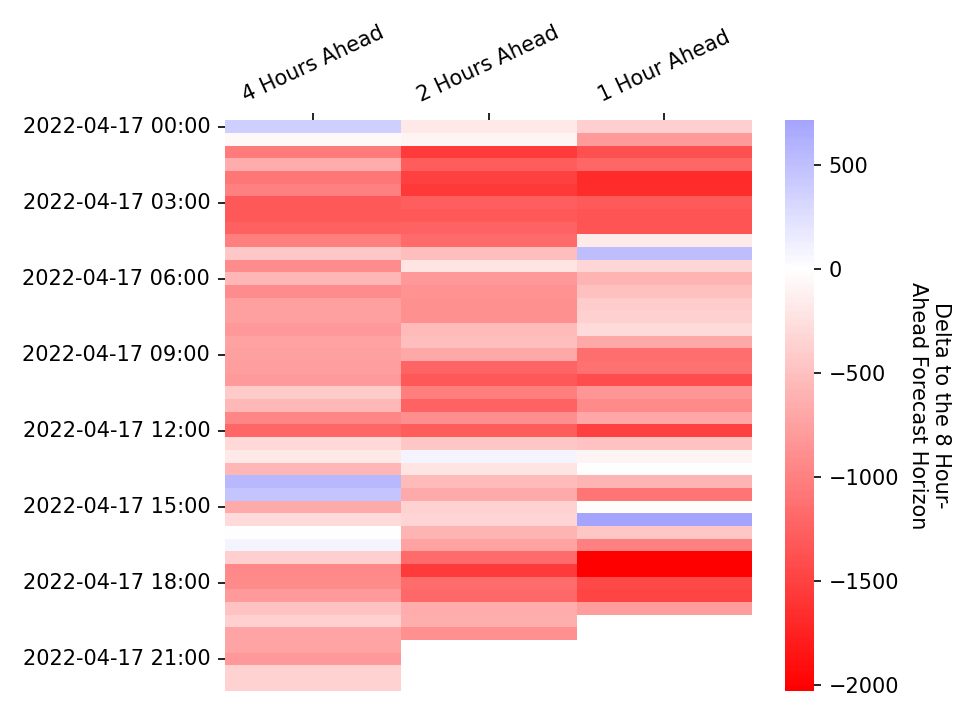 4 Hours Ahead
2 Hours Ahead
1 Hour Ahead
2022-04-17 00:00
2022-04-17 03:00
2022-04-17 06:00
2022-04-17 09:00
2022-04-17 12:00
2022-04-17 15:00
2022-04-17 18:00
2022-04-17 21:00
500
0
−500
−1000
−1500
−2000
Delta to the 8 Hour-
Ahead Forecast Horizon